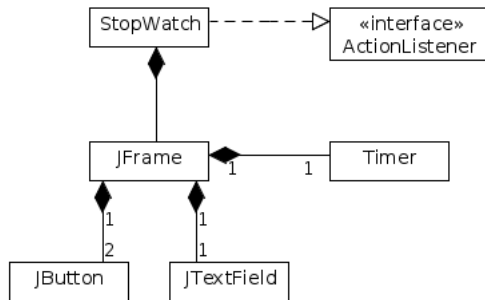 StopWatch
«interface»
ActionListener
JFrame
1
1
Timer
1
1
2
1
JButton
JTextField